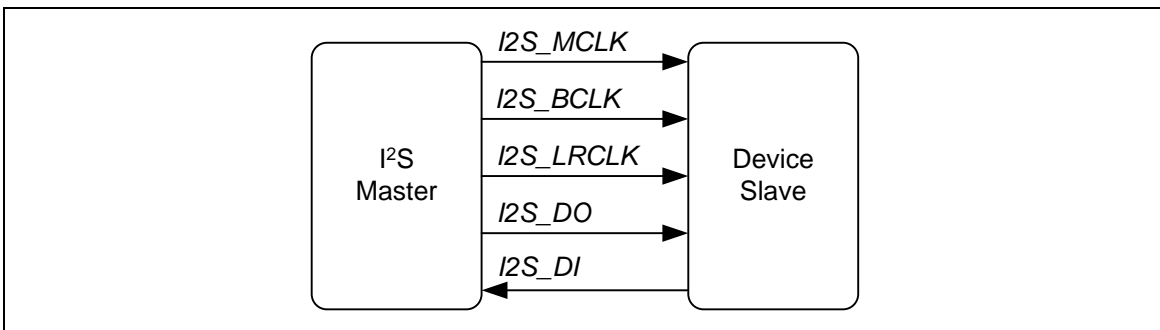 I2S_MCLK
I2S_BCLK
I2S_LRCLK
I2S_DO
I2S_DI
I²S
Master
Device
Slave